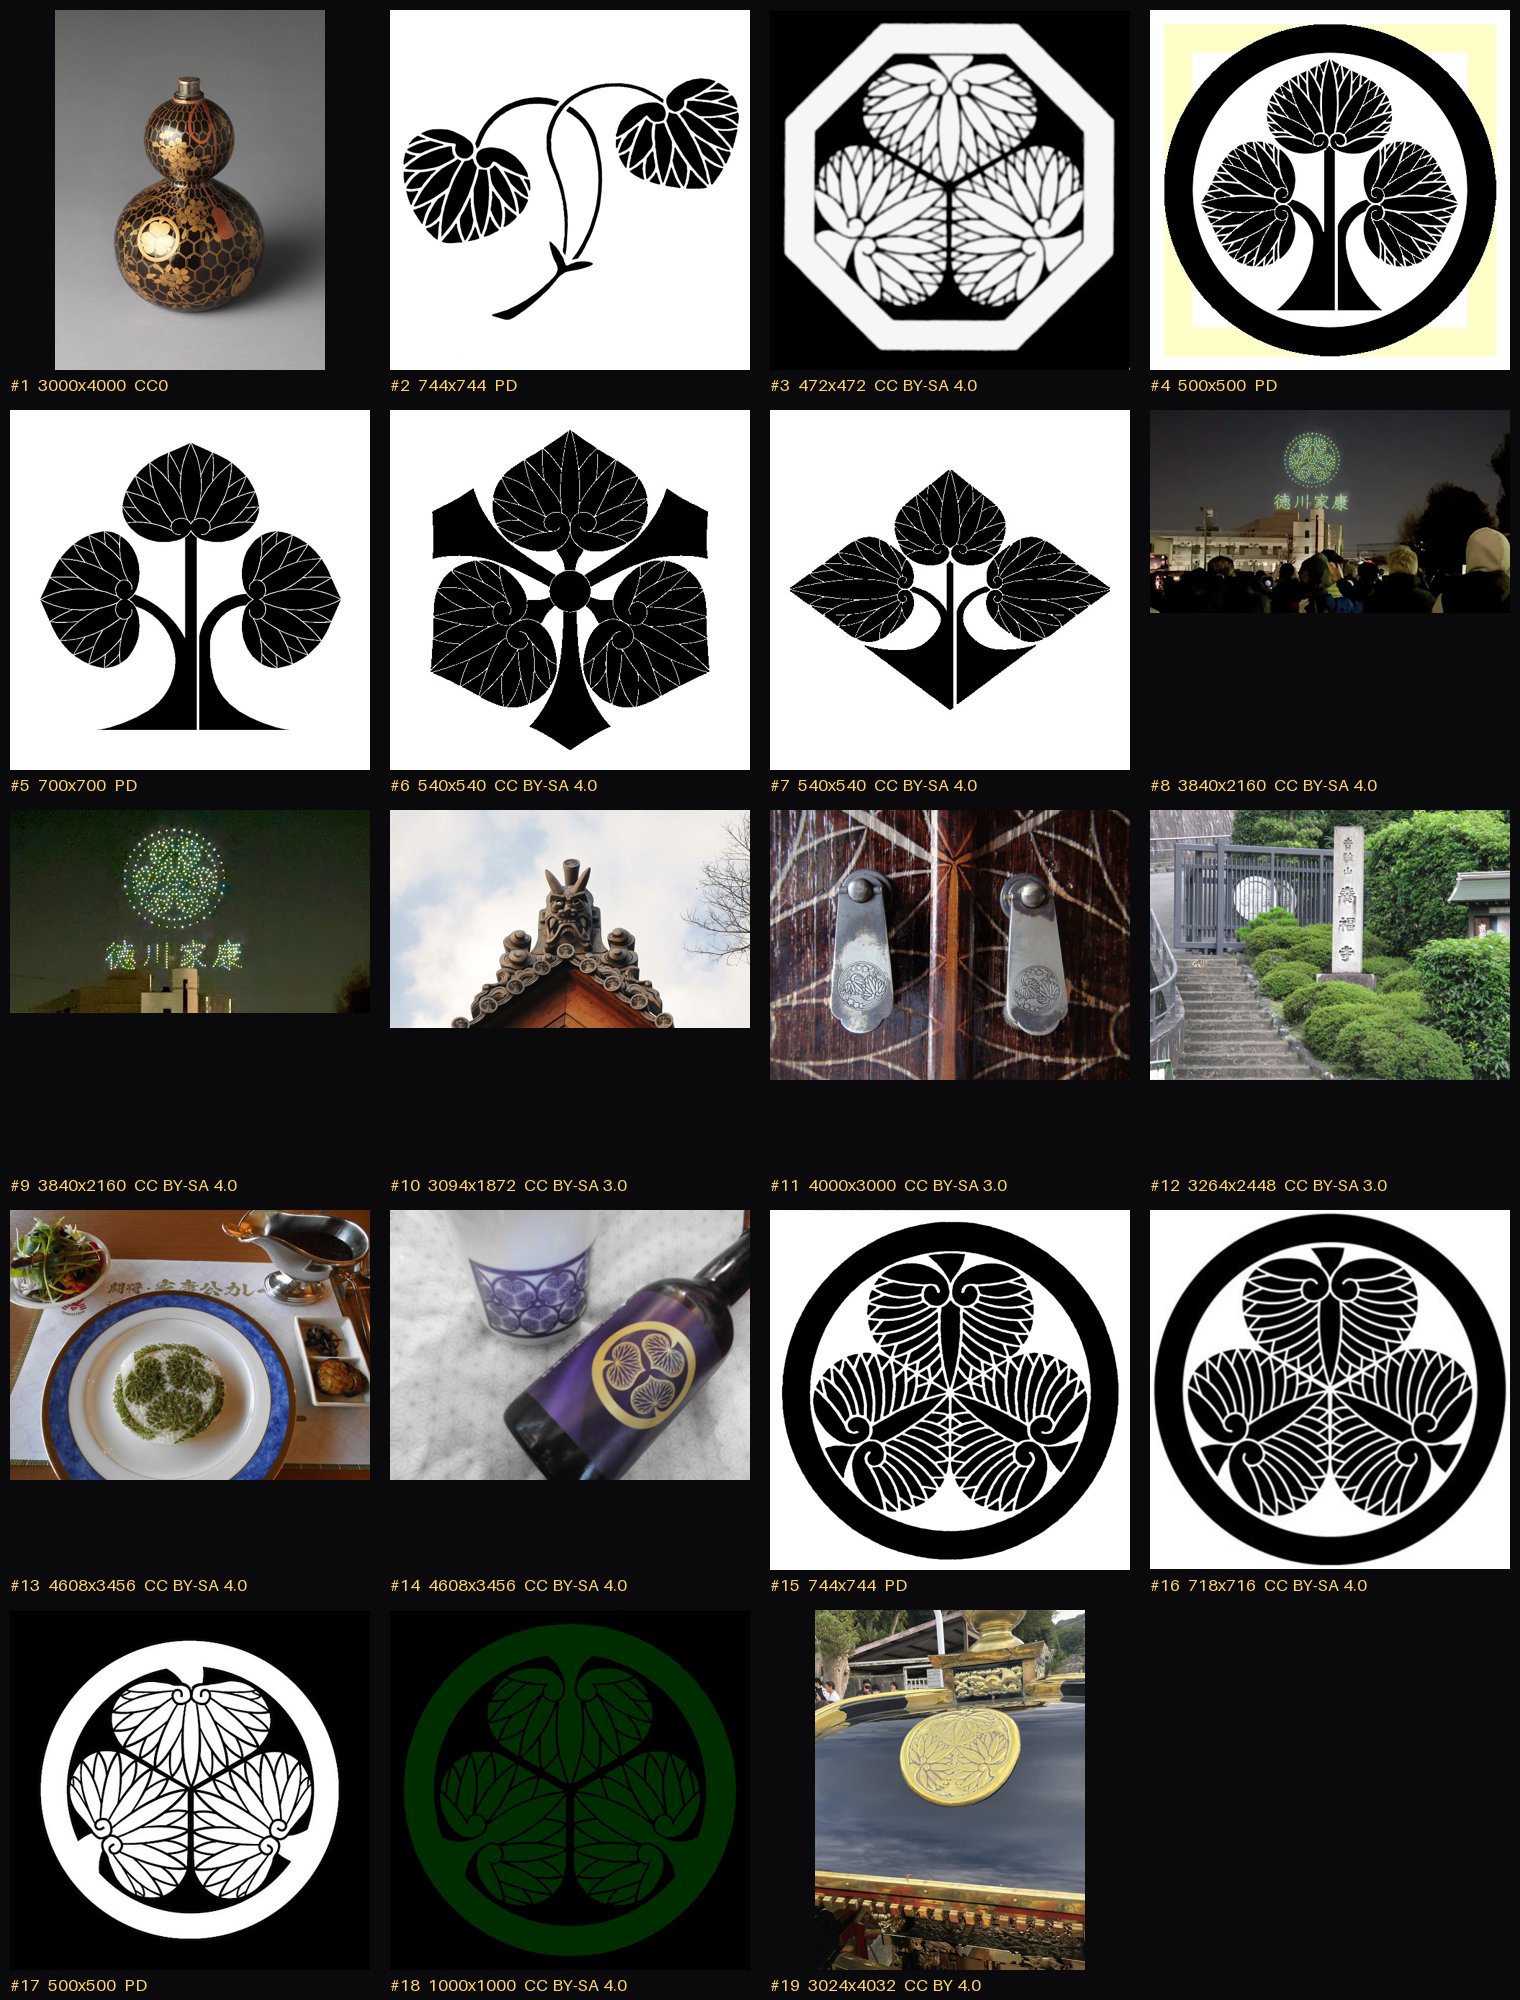 #1 3000x4000 CC0
#2 744x744 PD
#3 472x472 CC BY-SA 4.0
#4 500x500 PD
#5 700x700 PD
#6 540x540 CC BY-SA 4.0
#7 540x540 CC BY-SA 4.0
徳川家康
#8 3840x2160 CC BY-SA 4.0
徳川家康
#9 3840x2160 CC BY-SA 4.0
#10 3094x1872 CC BY-SA 3.0
#11 4000x3000 CC BY-SA 3.0
#12 3264x2448 CC BY-SA 3.0
家康公カレー
#13 4608x3456 CC BY-SA 4.0
#14 4608x3456 CC BY-SA 4.0
#15 744x744 PD
#16 718x716 CC BY-SA 4.0
#17 500x500 PD
#18 1000x1000 CC BY-SA 4.0
#19 3024x4032 CC BY 4.0